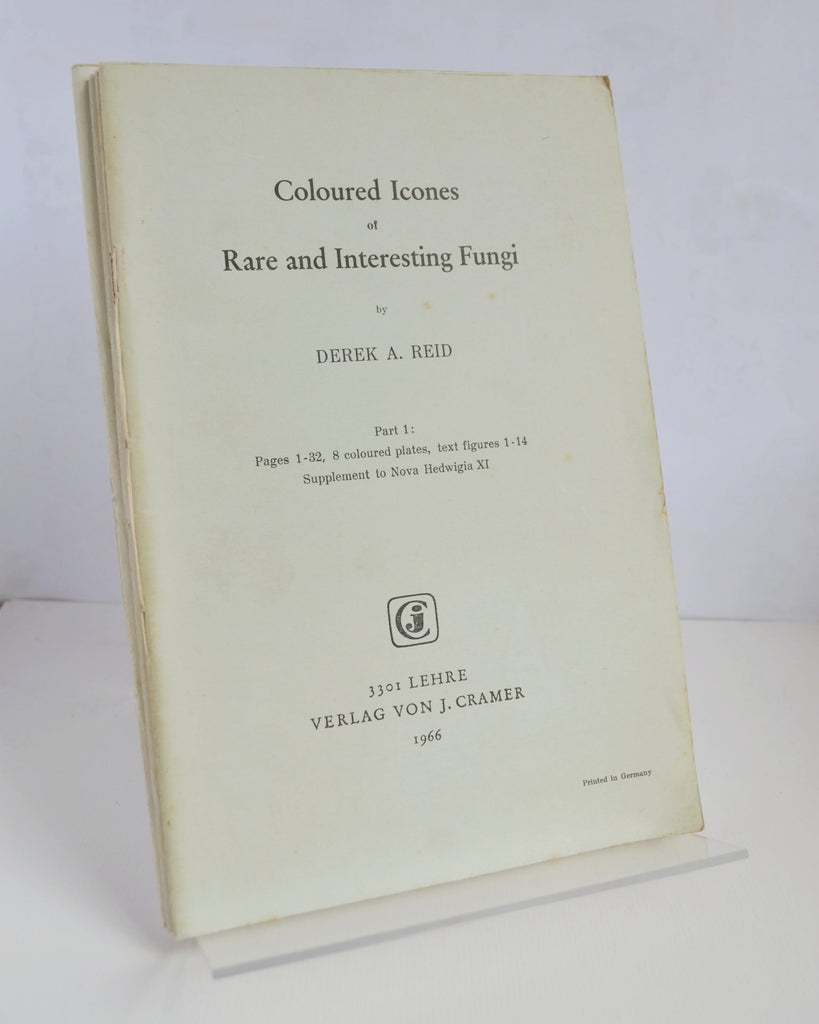 Coloured Icones
of
Rare and Interesting Fungi
by
DEREK A. REID
Part 1:
Pages 1-32, 8 coloured plates, text figures 1-14
Supplement to Nova Hedwigia XI
jC
3301 LEHRE
VERLAG VON J. CRAMER
1966
Printed in Germany